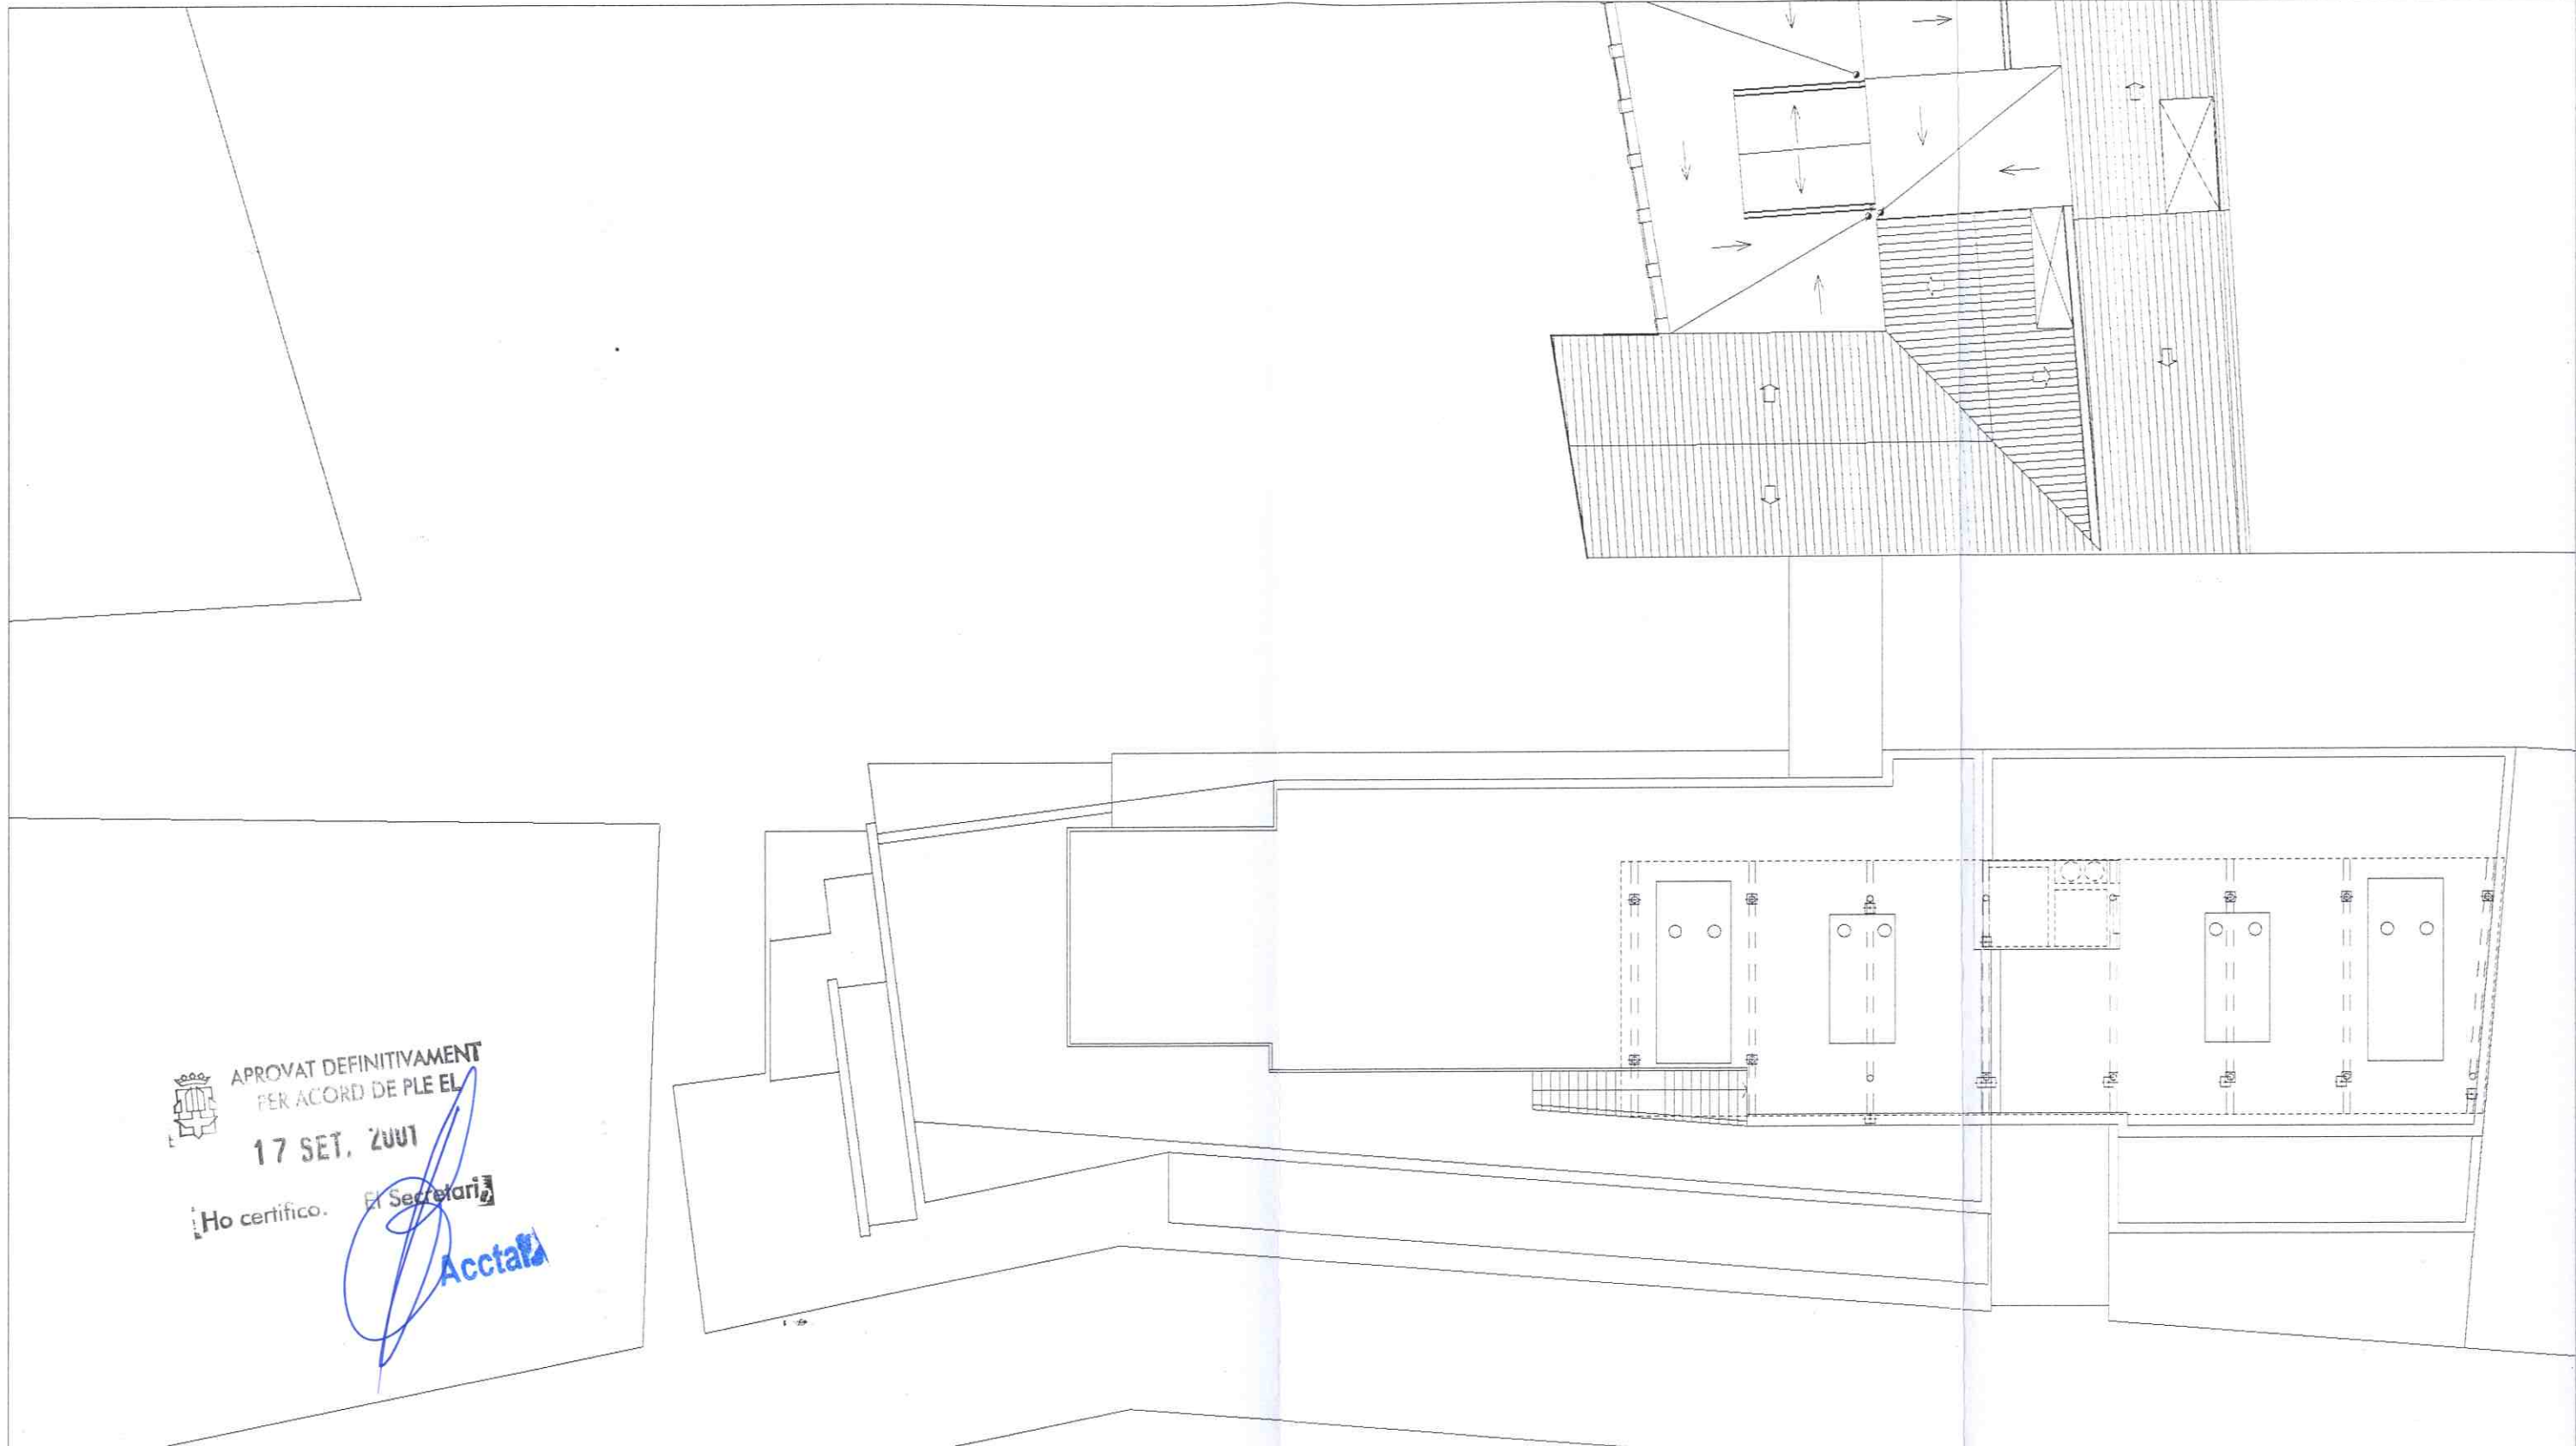 APROVAT DEFINITIVAMENT
PER ACORD DE PLE EL
17 SET. 2001
Ho certifico. El Secretari
Acctal